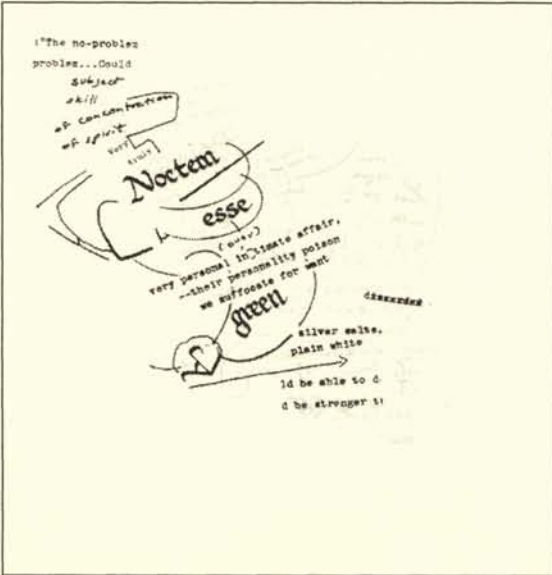 :"The no-problem
problem...Could
subject
skill
of concentration
of spirit
very
Noctem
esse
(over)
very personal intimate affair,
--their personality poison
we suffocate for want
green
silver salts,
plain white
ld be able to d
d be stronger t